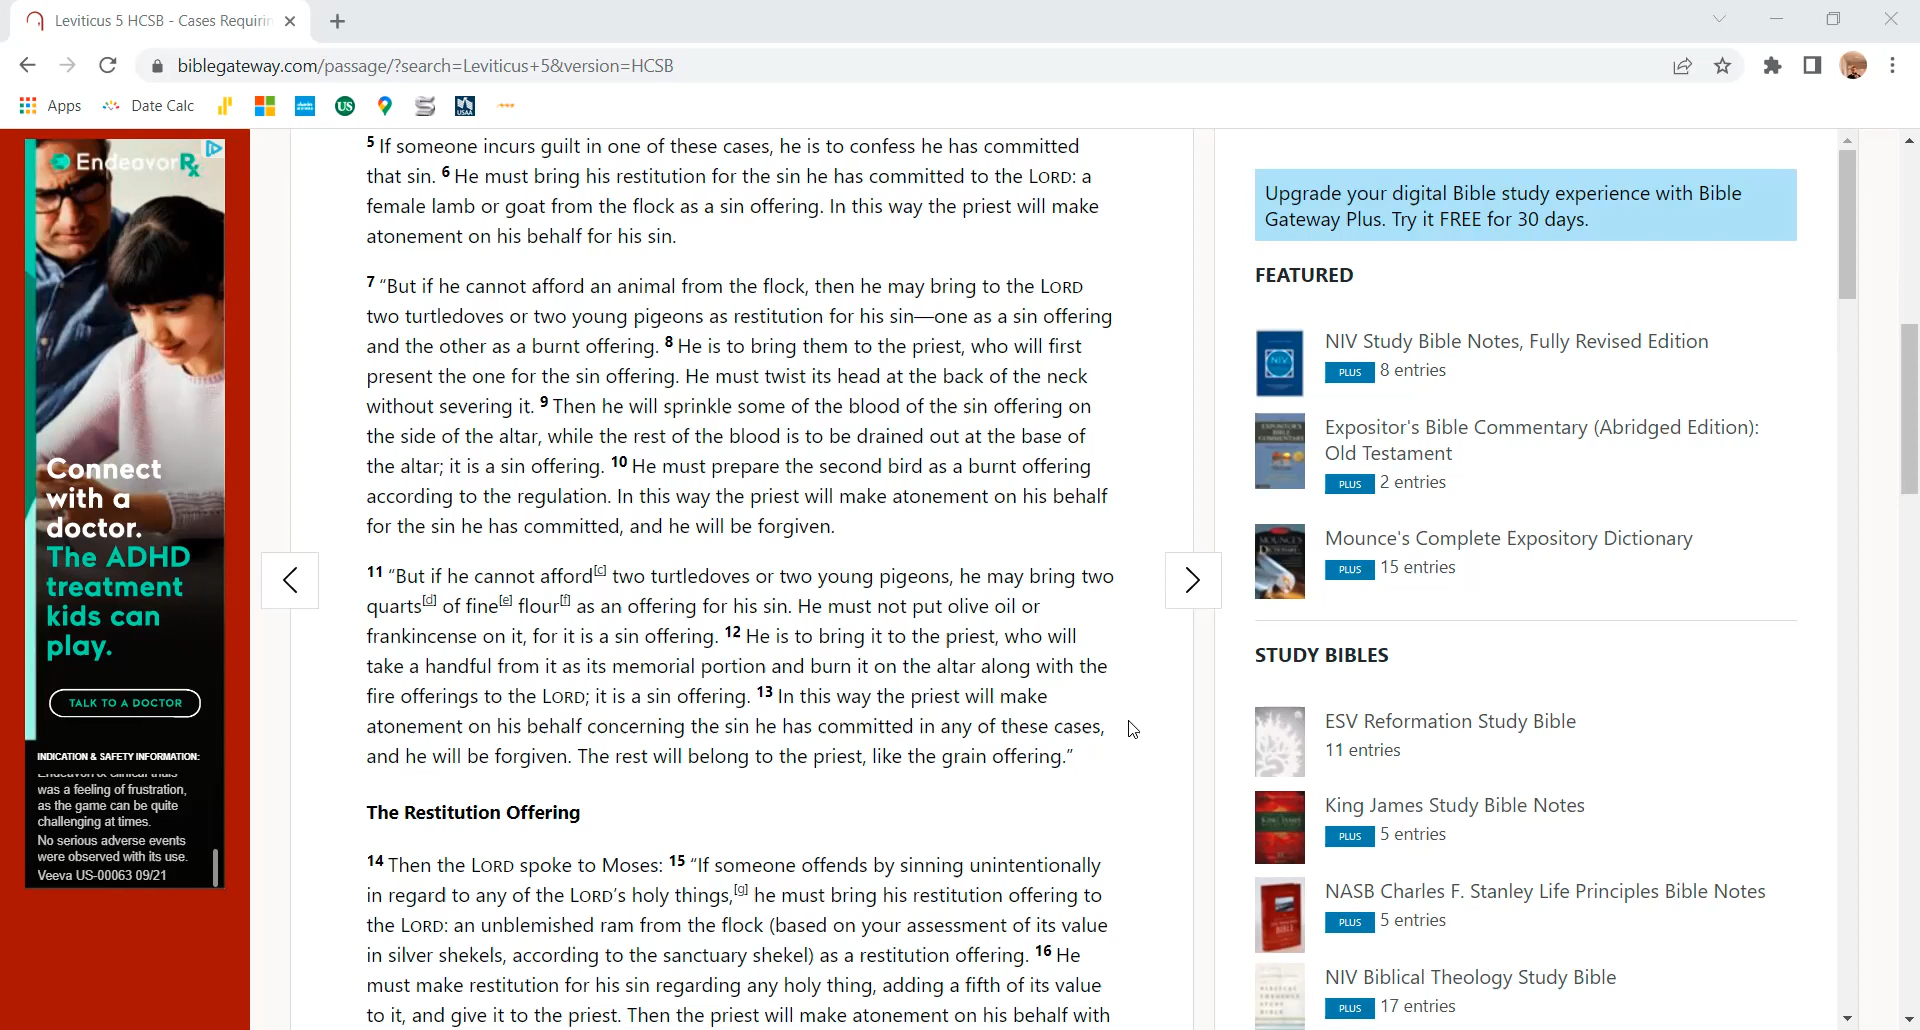 Leviticus 5 HCSB - Cases Requirin
biblegateway.com/passage/?search=Leviticus+5&version=HCSB
Apps
Date Calc
US
USAA
EndeavorRx
Connect
with a
doctor.
The ADHD
treatment
kids can
play.
TALK TO A DOCTOR
INDICATION & SAFETY INFORMATION:
was a feeling of frustration,
as the game can be quite
challenging at times.
No serious adverse events
were observed with its use.
Veeva US-00063 09/21
5 If someone incurs guilt in one of these cases, he is to confess he has committed
that sin. 6 He must bring his restitution for the sin he has committed to the LORD: a
female lamb or goat from the flock as a sin offering. In this way the priest will make
atonement on his behalf for his sin.
7 “But if he cannot afford an animal from the flock, then he may bring to the LORD
two turtledoves or two young pigeons as restitution for his sin—one as a sin offering
and the other as a burnt offering. 8 He is to bring them to the priest, who will first
present the one for the sin offering. He must twist its head at the back of the neck
without severing it. 9 Then he will sprinkle some of the blood of the sin offering on
the side of the altar, while the rest of the blood is to be drained out at the base of
the altar; it is a sin offering. 10 He must prepare the second bird as a burnt offering
according to the regulation. In this way the priest will make atonement on his behalf
for the sin he has committed, and he will be forgiven.
11 “But if he cannot afford[c] two turtledoves or two young pigeons, he may bring two
quarts[d] of fine[e] flour[f] as an offering for his sin. He must not put olive oil or
frankincense on it, for it is a sin offering. 12 He is to bring it to the priest, who will
take a handful from it as its memorial portion and burn it on the altar along with the
fire offerings to the LORD; it is a sin offering. 13 In this way the priest will make
atonement on his behalf concerning the sin he has committed in any of these cases,
and he will be forgiven. The rest will belong to the priest, like the grain offering.”
The Restitution Offering
14 Then the LORD spoke to Moses: 15 “If someone offends by sinning unintentionally
in regard to any of the LORD’s holy things,[g] he must bring his restitution offering to
the LORD: an unblemished ram from the flock (based on your assessment of its value
in silver shekels, according to the sanctuary shekel) as a restitution offering. 16 He
must make restitution for his sin regarding any holy thing, adding a fifth of its value
to it, and give it to the priest. Then the priest will make atonement on his behalf with
Upgrade your digital Bible study experience with Bible
Gateway Plus. Try it FREE for 30 days.
FEATURED
NIV
NIV Study Bible Notes, Fully Revised Edition
PLUS 8 entries
Expositor's Bible Commentary (Abridged Edition):
Old Testament
PLUS 2 entries
Mounce's Complete Expository Dictionary
PLUS 15 entries
STUDY BIBLES
ESV Reformation Study Bible
11 entries
King James Study Bible Notes
PLUS 5 entries
NASB Charles F. Stanley Life Principles Bible Notes
PLUS 5 entries
NIV Biblical Theology Study Bible
PLUS 17 entries